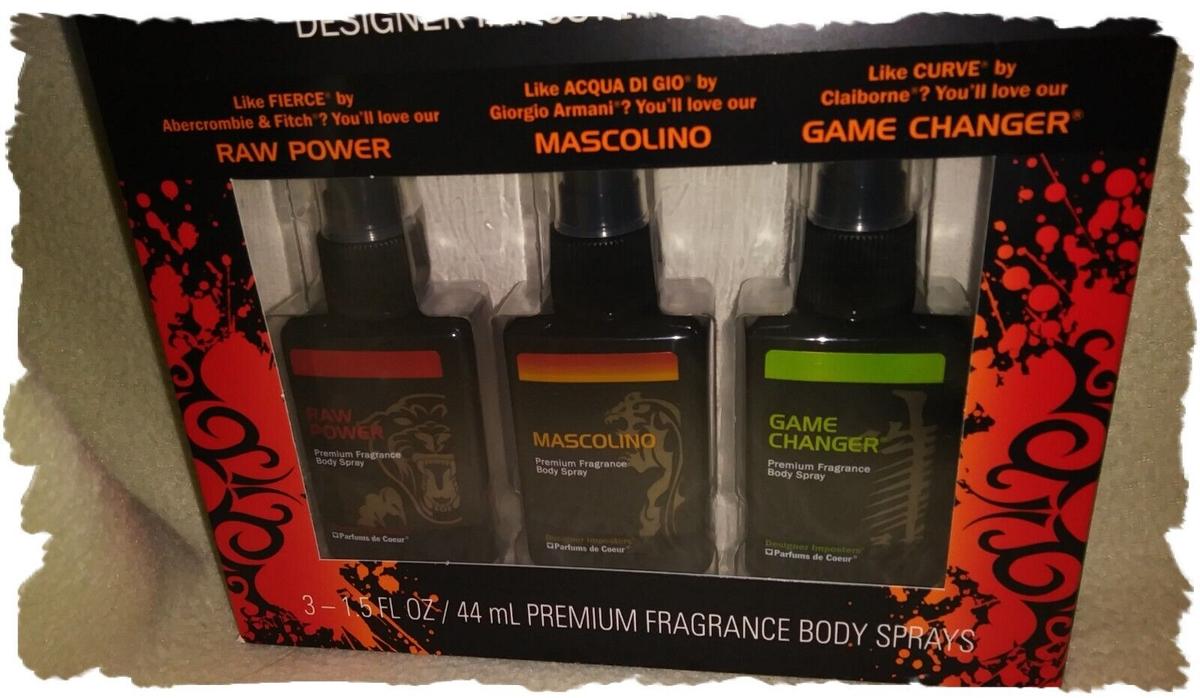 DESIGNER
Like FIERCE® by
Abercrombie & Fitch®? You'll love our
RAW POWER
Like ACQUA DI GIO® by
Giorgio Armani®? You'll love our
MASCOLINO
Like CURVE® by
Claiborne®? You'll love our
GAME CHANGER®
RAW
POWER
Premium Fragrance
Body Spray
Parfums de Coeur®
MASCOLINO
Premium Fragrance
Body Spray
Designer Imposters®
Parfums de Coeur®
GAME
CHANGER®
Premium Fragrance
Body Spray
Designer Imposters®
Parfums de Coeur®
3 – 1.5 FL OZ / 44 mL PREMIUM FRAGRANCE BODY SPRAYS